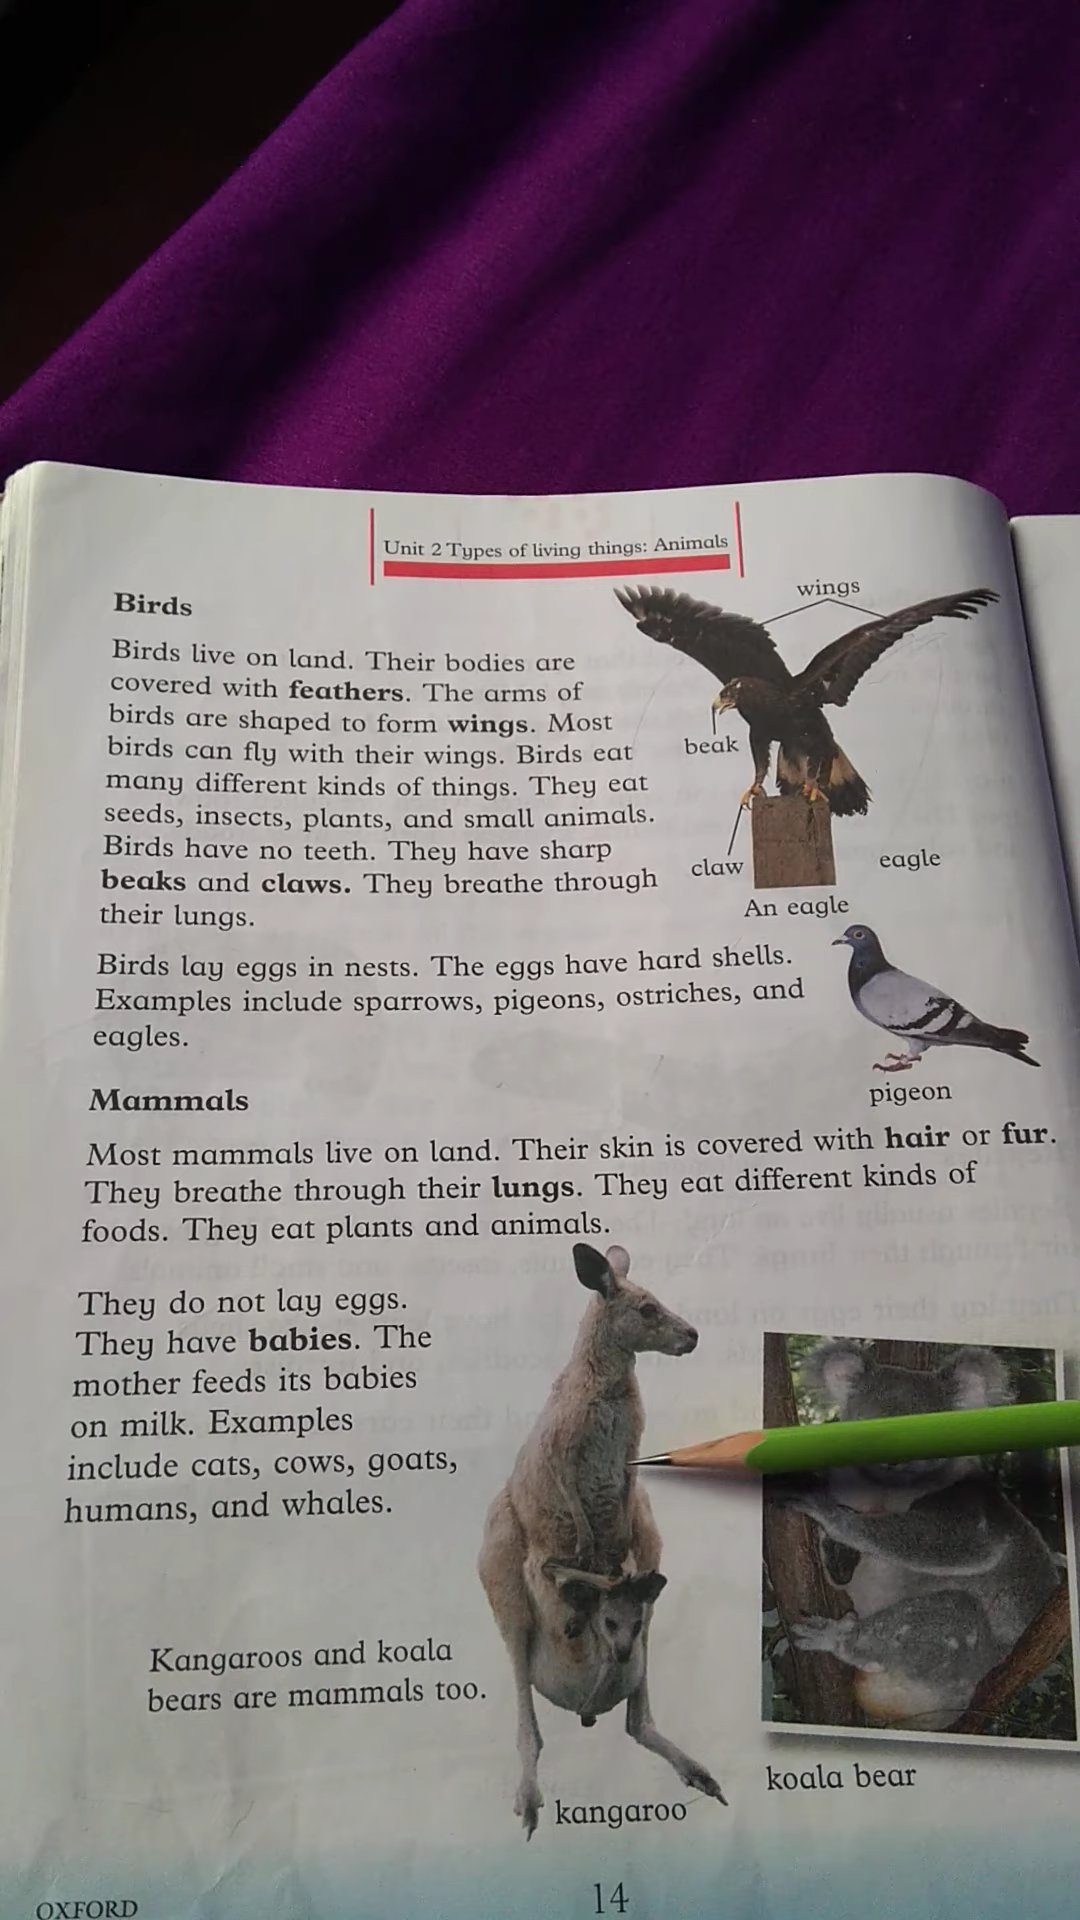 Unit 2 Types of living things: Animals
Birds
Birds live on land. Their bodies are
covered with feathers. The arms of
birds are shaped to form wings. Most
birds can fly with their wings. Birds eat
many different kinds of things. They eat
seeds, insects, plants, and small animals.
Birds have no teeth. They have sharp
beaks and claws. They breathe through
their lungs.
wings
beak
claw
eagle
An eagle
Birds lay eggs in nests. The eggs have hard shells.
Examples include sparrows, pigeons, ostriches, and
eagles.
pigeon
Mammals
Most mammals live on land. Their skin is covered with hair or fur.
They breathe through their lungs. They eat different kinds of
foods. They eat plants and animals.
They do not lay eggs.
They have babies. The
mother feeds its babies
on milk. Examples
include cats, cows, goats,
humans, and whales.
Kangaroos and koala
bears are mammals too.
kangaroo
koala bear
OXFORD
14